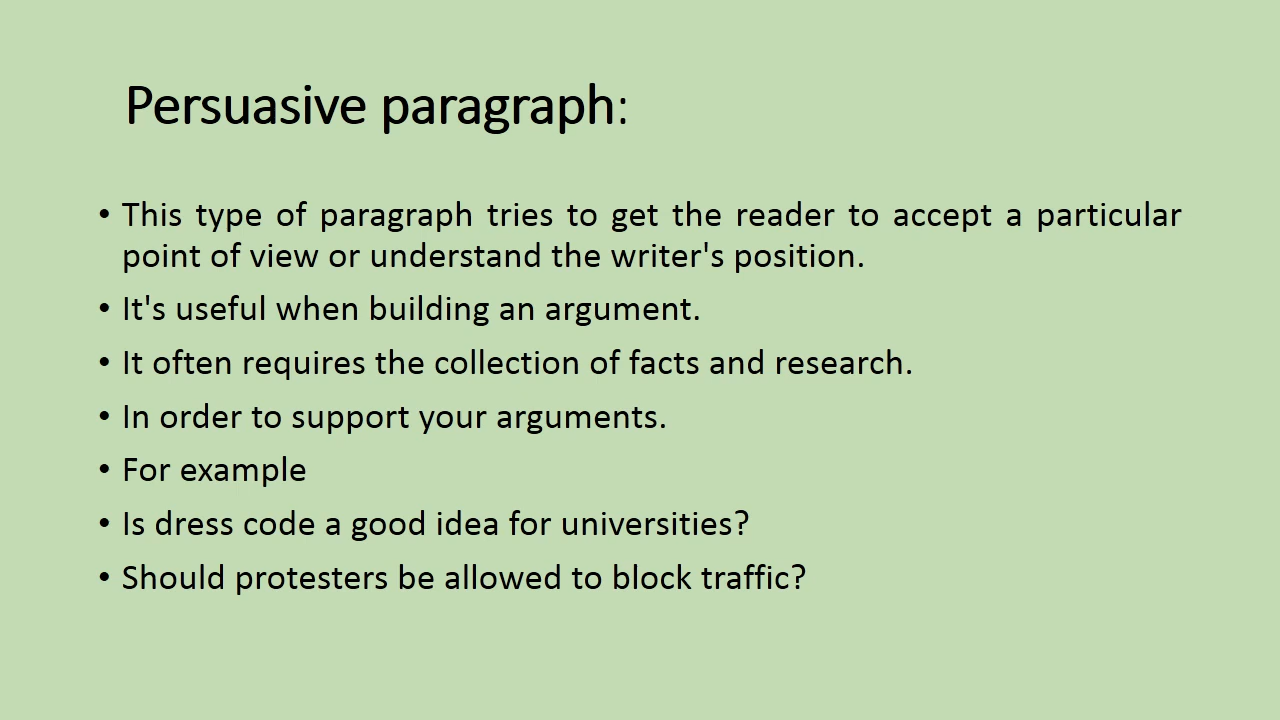 Persuasive paragraph:
• This type of paragraph tries to get the reader to accept a particular
point of view or understand the writer's position.
• It's useful when building an argument.
• It often requires the collection of facts and research.
• In order to support your arguments.
• For example
• Is dress code a good idea for universities?
• Should protesters be allowed to block traffic?